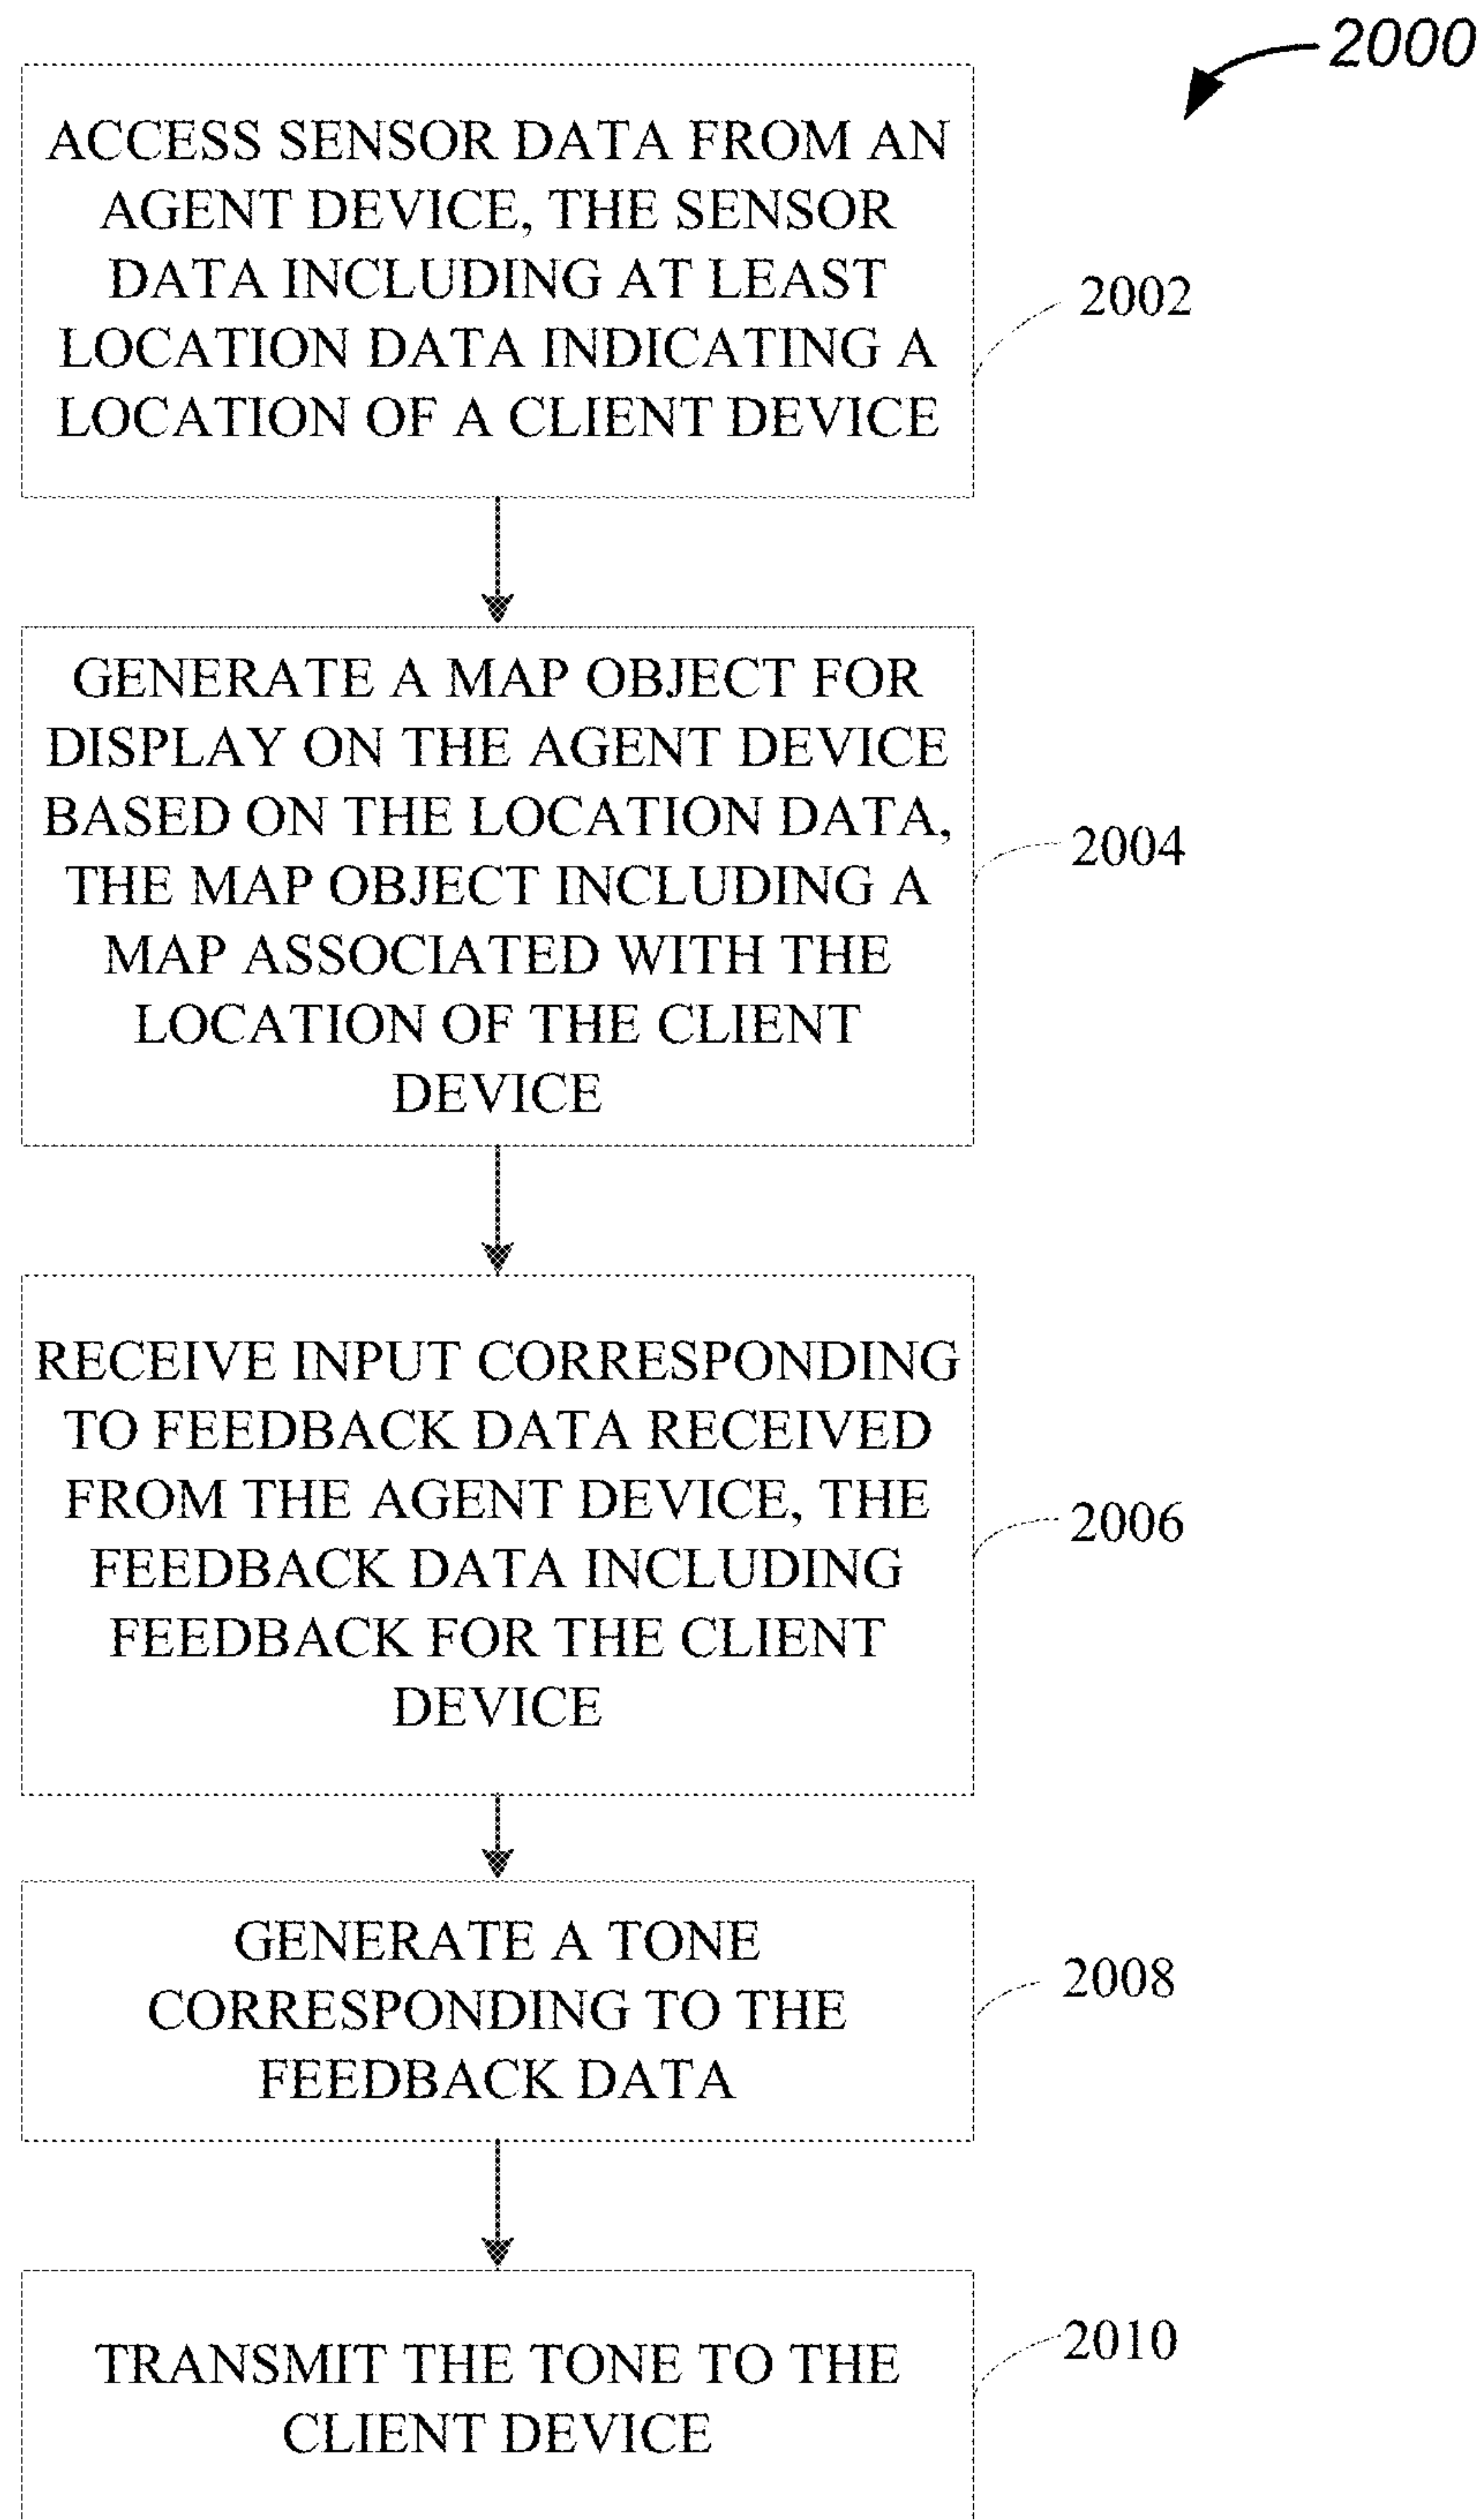 2000
ACCESS SENSOR DATA FROM AN
AGENT DEVICE, THE SENSOR
DATA INCLUDING AT LEAST
LOCATION DATA INDICATING A
LOCATION OF A CLIENT DEVICE
2002
GENERATE A MAP OBJECT FOR
DISPLAY ON THE AGENT DEVICE
BASED ON THE LOCATION DATA,
THE MAP OBJECT INCLUDING A
MAP ASSOCIATED WITH THE
LOCATION OF THE CLIENT
DEVICE
2004
RECEIVE INPUT CORRESPONDING
TO FEEDBACK DATA RECEIVED
FROM THE AGENT DEVICE, THE
FEEDBACK DATA INCLUDING
FEEDBACK FOR THE CLIENT
DEVICE
2006
GENERATE A TONE
CORRESPONDING TO THE
FEEDBACK DATA
2008
TRANSMIT THE TONE TO THE
CLIENT DEVICE
2010